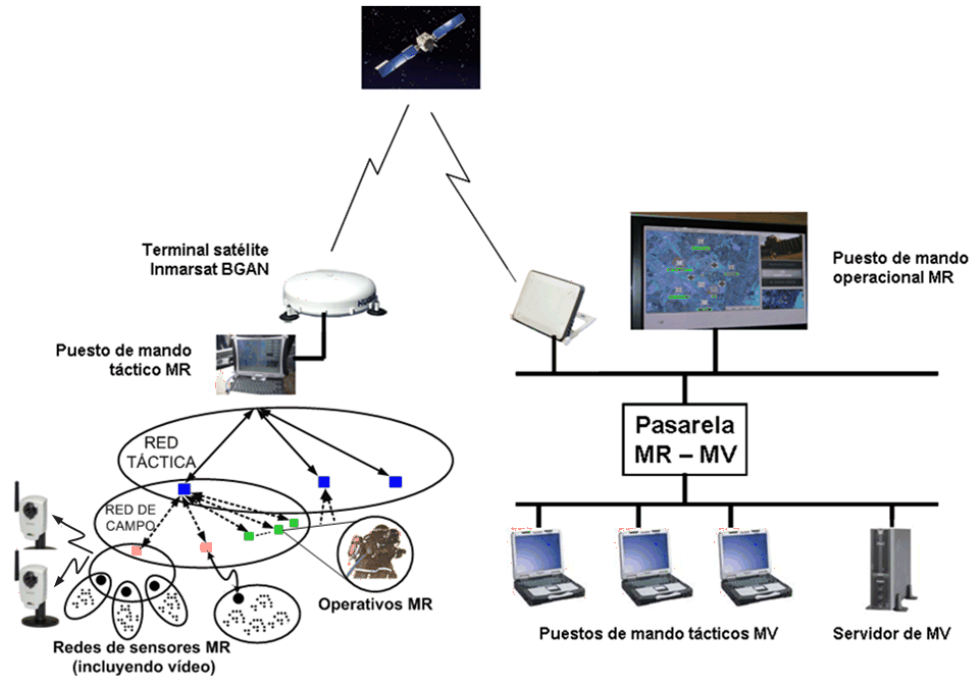 Terminal satélite
Inmarsat BGAN
Puesto de mando
operacional MR
Puesto de mando
táctico MR
Pasarela
MR – MV
RED
TÁCTICA
RED DE
CAMPO
Operativos MR
Redes de sensores MR
(incluyendo vídeo)
Puestos de mando tácticos MV
Servidor de MV